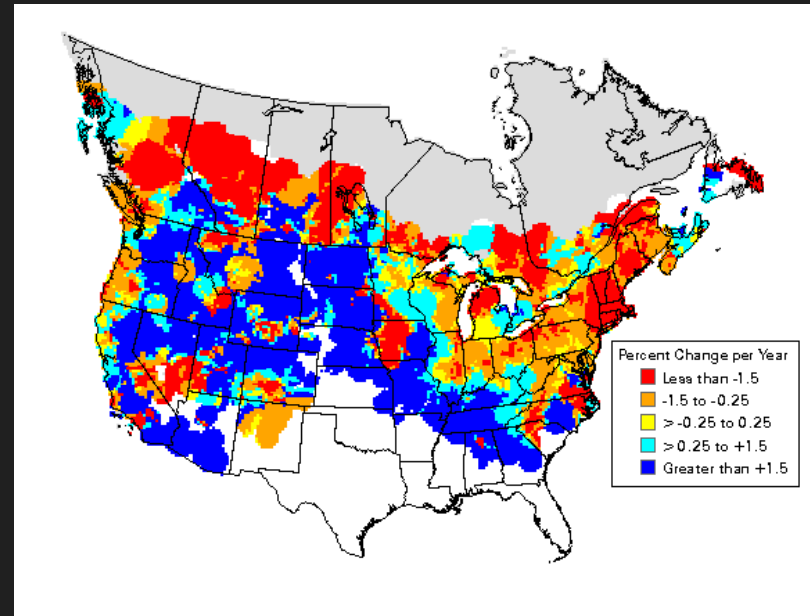 Percent Change per Year
Less than -1.5
-1.5 to -0.25
>-0.25 to 0.25
>0.25 to +1.5
Greater than +1.5